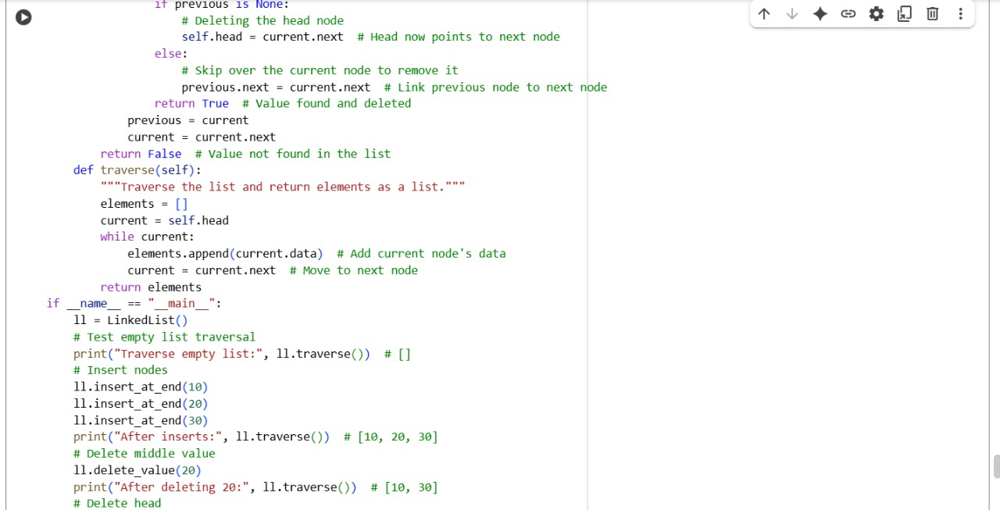 if previous is None:
                    # Deleting the head node
                    self.head = current.next  # Head now points to next node
                else:
                    # Skip over the current node to remove it
                    previous.next = current.next  # Link previous node to next node
                return True  # Value found and deleted
            previous = current
            current = current.next
        return False  # Value not found in the list
    def traverse(self):
        """Traverse the list and return elements as a list."""
        elements = []
        current = self.head
        while current:
            elements.append(current.data)  # Add current node's data
            current = current.next  # Move to next node
        return elements
if __name__ == "__main__":
    ll = LinkedList()
    # Test empty list traversal
    print("Traverse empty list:", ll.traverse())  # []
    # Insert nodes
    ll.insert_at_end(10)
    ll.insert_at_end(20)
    ll.insert_at_end(30)
    print("After inserts:", ll.traverse())  # [10, 20, 30]
    # Delete middle value
    ll.delete_value(20)
    print("After deleting 20:", ll.traverse())  # [10, 30]
    # Delete head